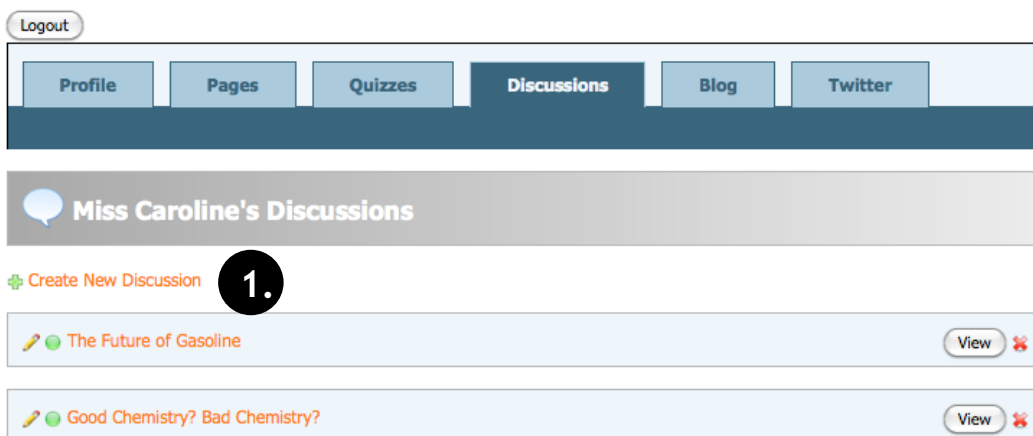 Logout
Profile Pages Quizzes Discussions Blog Twitter
Miss Caroline's Discussions
Create New Discussion 1.
The Future of Gasoline View
Good Chemistry? Bad Chemistry? View